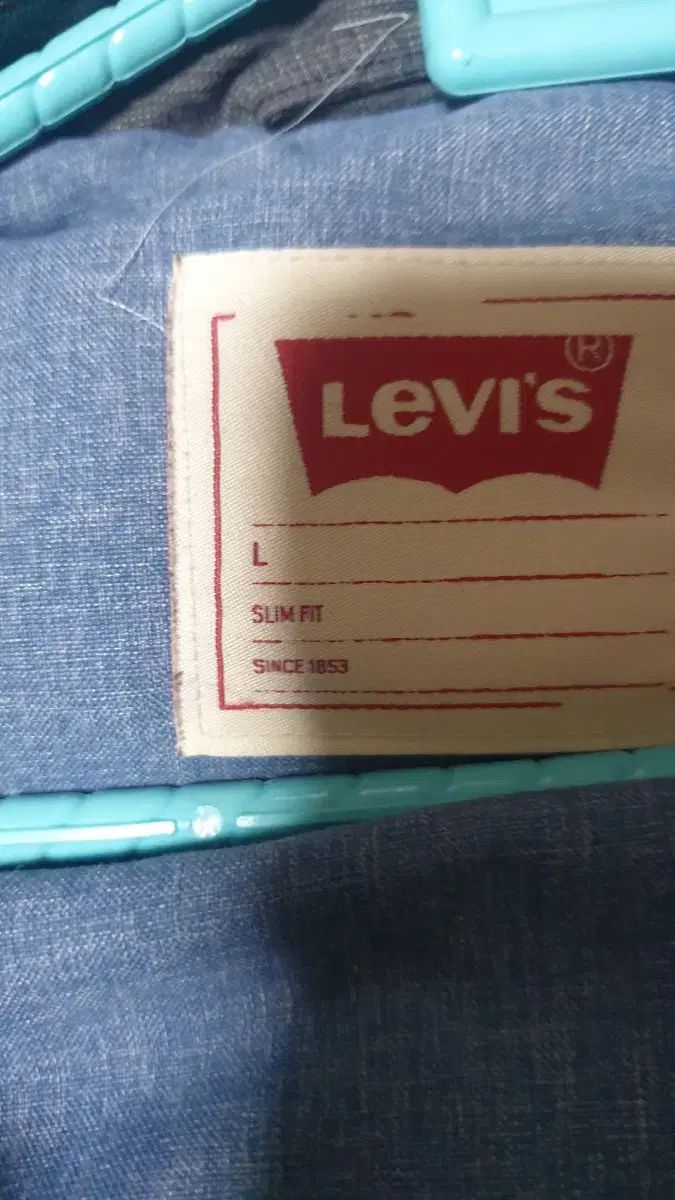 LEVI'S ®
L
SLIM FIT
SINCE 1853